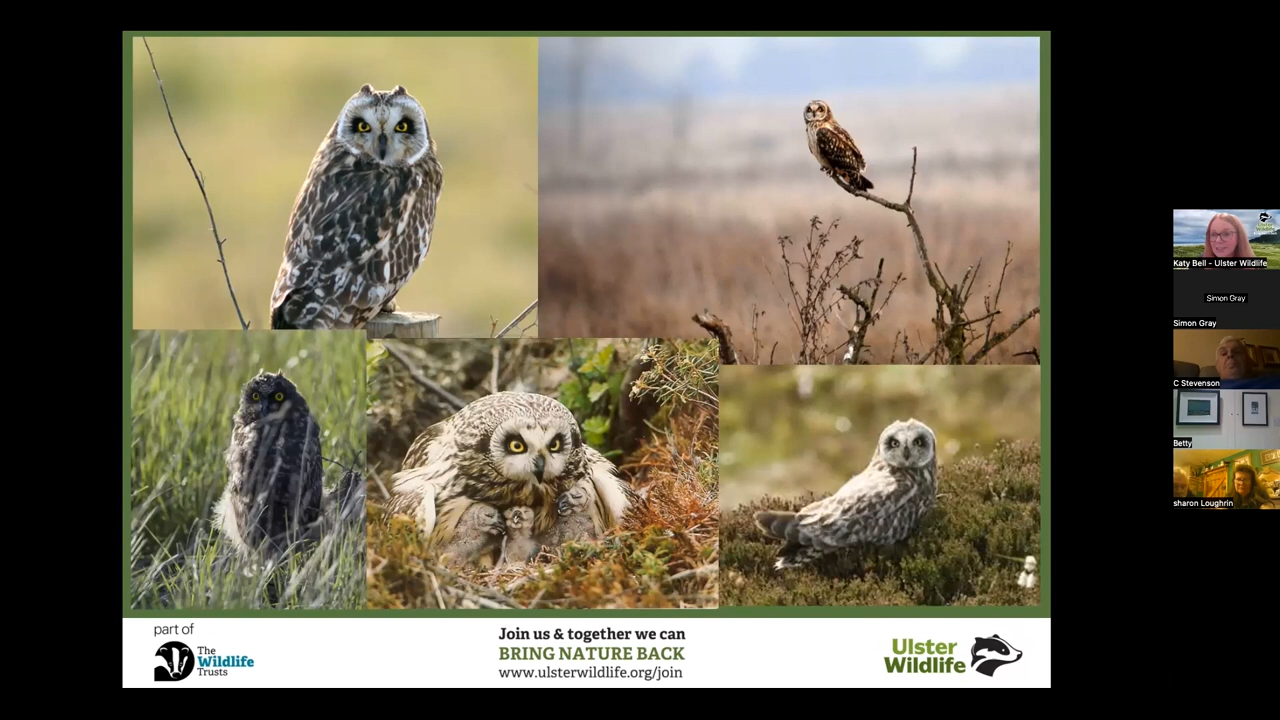 part of
The
Wildlife
Trusts
Join us & together we can
BRING NATURE BACK
www.ulsterwildlife.org/join
Ulster
Wildlife
Katy Bell - Ulster Wildlife
Simon Gray
Simon Gray
C Stevenson
Betty
sharon Loughrin